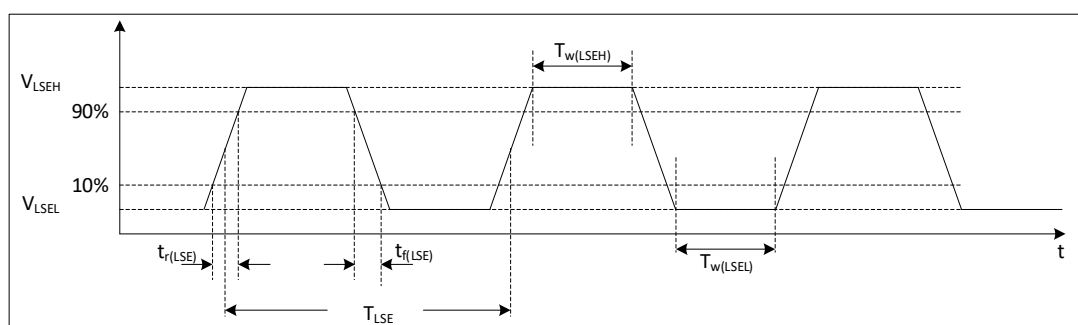 T_w(LSEH)
V_LSEH
90%
10%
V_LSEL
t_r(LSE)
t_f(LSE)
T_w(LSEL)
t
T_LSE